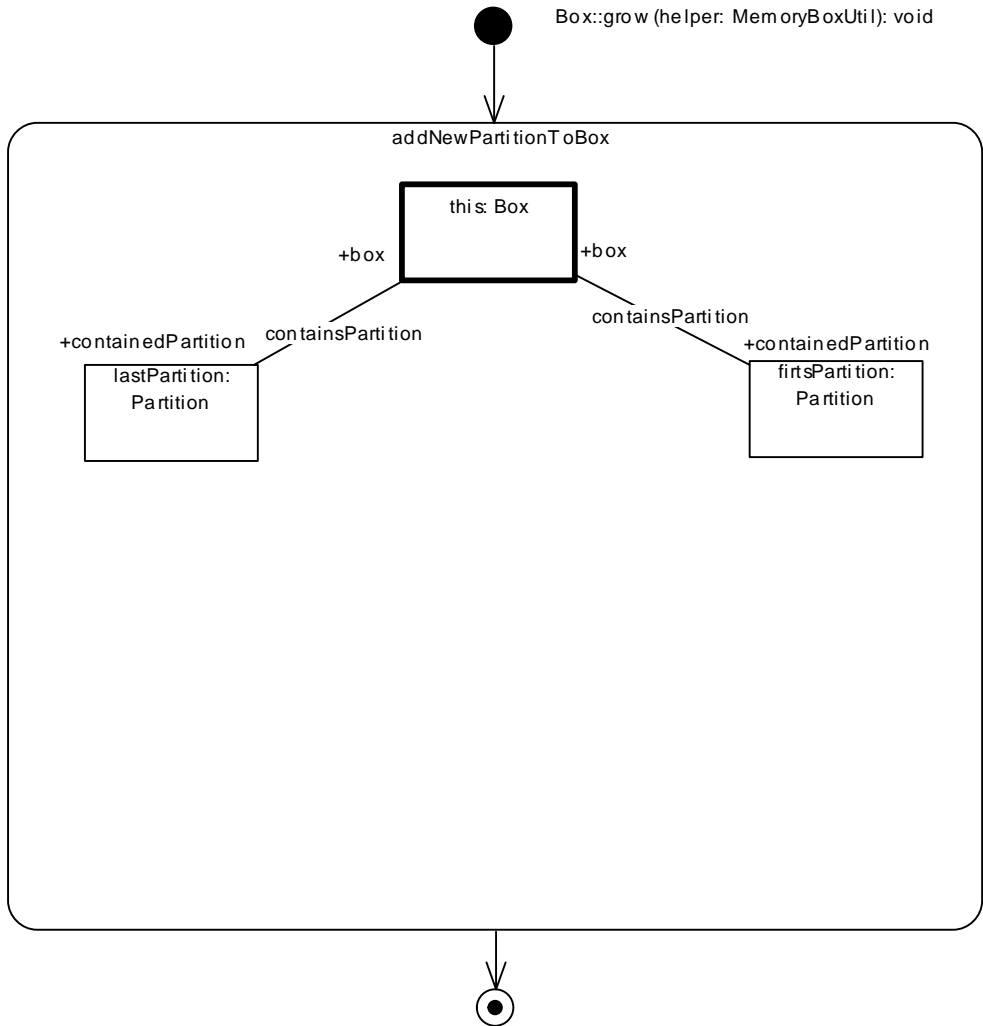 Box::grow (helper: MemoryBoxUtil): void
addNewPartitionToBox
this: Box
+box
+box
containsPartition
containsPartition
+containedPartition
+containedPartition
lastPartition:
Partition
firtsPartition:
Partition